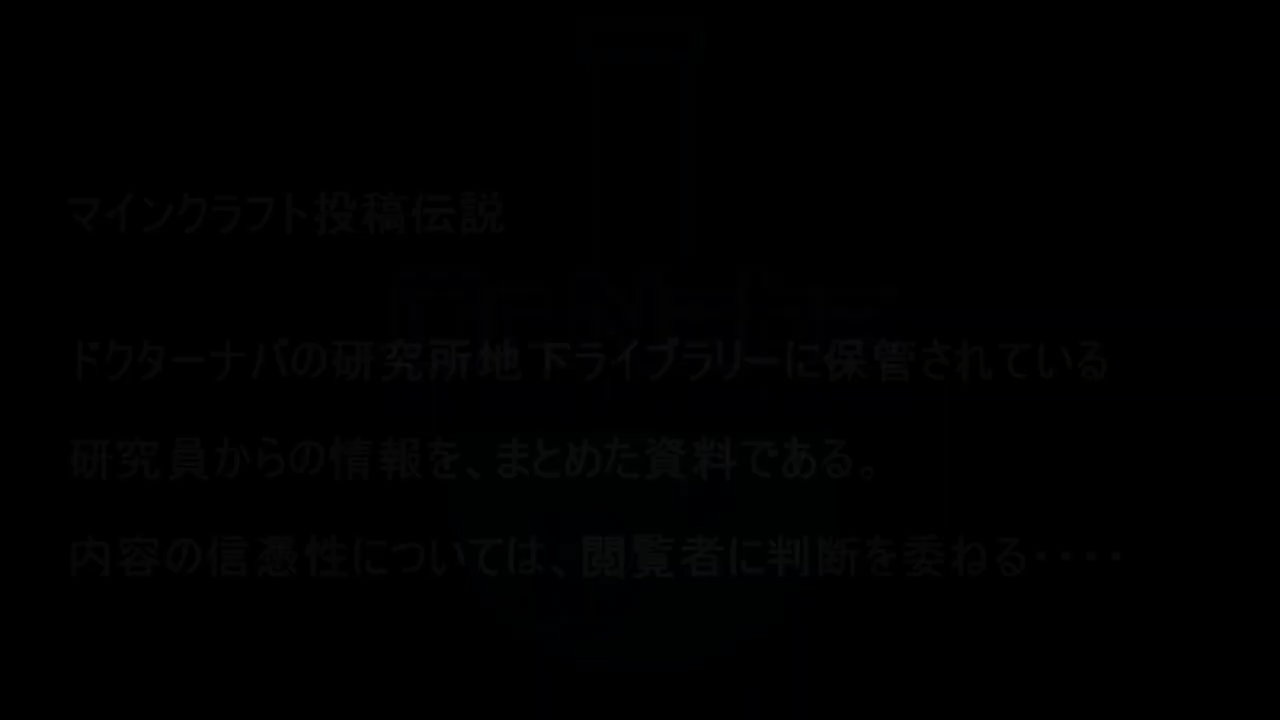 マインクラフト投稿伝説
ドクターナバの研究所地下ライブラリーに保管されている
研究員からの情報を、まとめた資料である。
内容の信憑性については、閲覧者に判断を委ねる・・・・